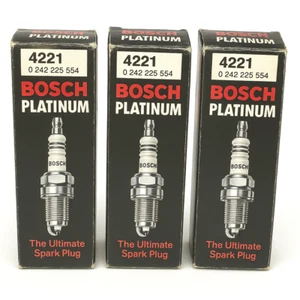 4221
0 242 225 554
BOSCH
PLATINUM
BOSCH
The Ultimate
Spark Plug
4221
0 242 225 554
BOSCH
PLATINUM
BOSCH
The Ultimate
Spark Plug
4221
0 242 225 554
BOSCH
PLATINUM
BOSCH
The Ultimate
Spark Plug